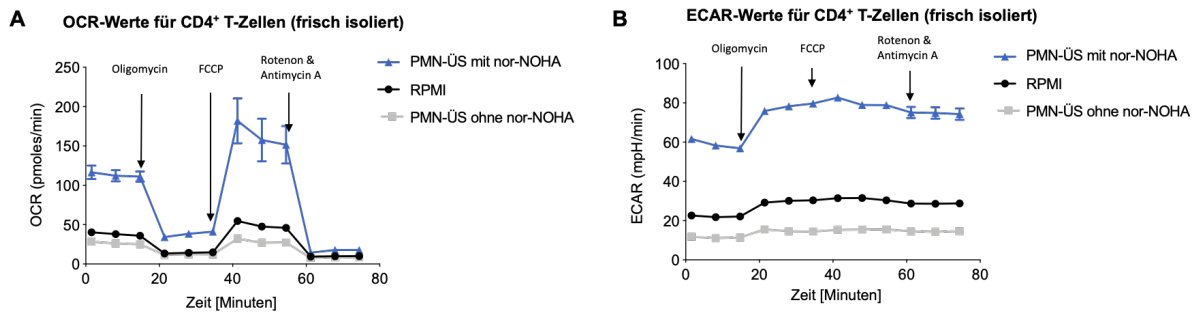 A
OCR-Werte für CD4⁺ T-Zellen (frisch isoliert)
Oligomycin
FCCP
Rotenon &
Antimycin A
PMN-ÜS mit nor-NOHA
RPMI
PMN-ÜS ohne nor-NOHA
OCR (pmoles/min)
250
200
150
100
50
0
0 20 40 60 80
Zeit [Minuten]
B
ECAR-Werte für CD4⁺ T-Zellen (frisch isoliert)
Oligomycin
FCCP
Rotenon &
Antimycin A
PMN-ÜS mit nor-NOHA
RPMI
PMN-ÜS ohne nor-NOHA
ECAR (mpH/min)
100
80
60
40
20
0
0 20 40 60 80
Zeit [Minuten]